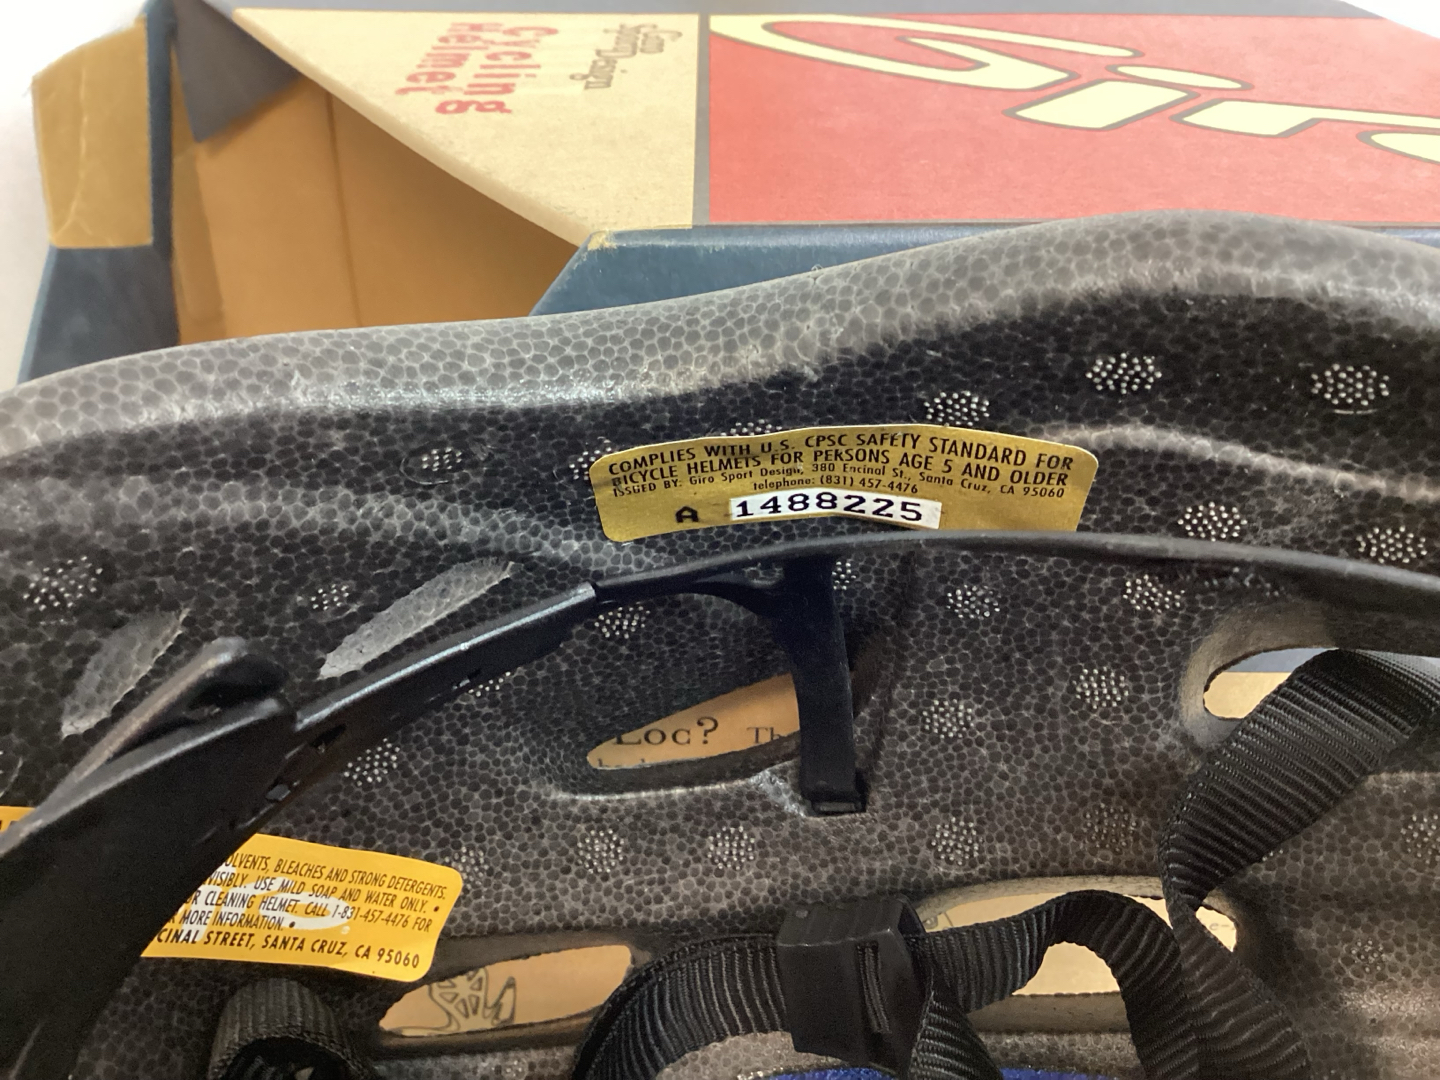 Giro
Sport Design
Cycling
Helmet
Gir
COMPLIES WITH U.S. CPSC SAFETY STANDARD FOR
BICYCLE HELMETS FOR PERSONS AGE 5 AND OLDER
ISSUED BY: Giro Sport Design, 380 Encinal St., Santa Cruz, CA 95060
telephone: (831) 457-4476
A 1488225
Loc? Th
OLVENTS, BLEACHES AND STRONG DETERGENTS.
VISIBLY. USE MILD SOAP AND WATER ONLY. •
R CLEANING HELMET. CALL 1-831-457-4476 FOR
MORE INFORMATION. •
CINAL STREET, SANTA CRUZ, CA 95060